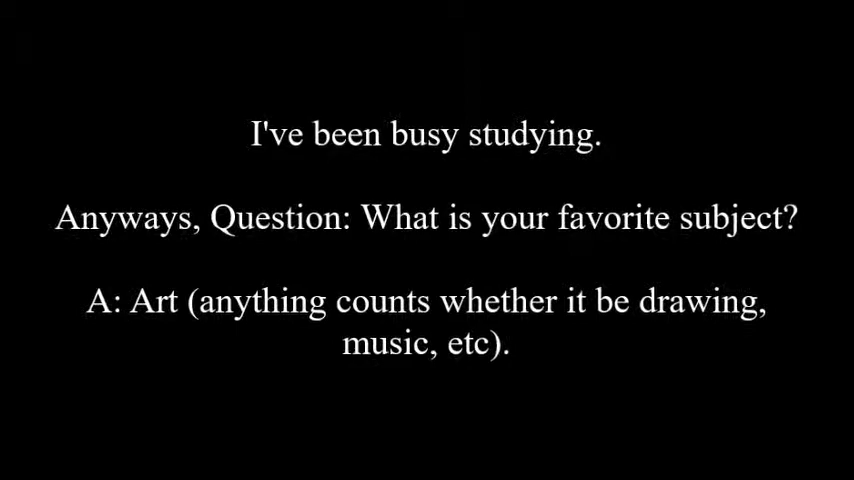 I've been busy studying.
Anyways, Question: What is your favorite subject?
A: Art (anything counts whether it be drawing,
music, etc).